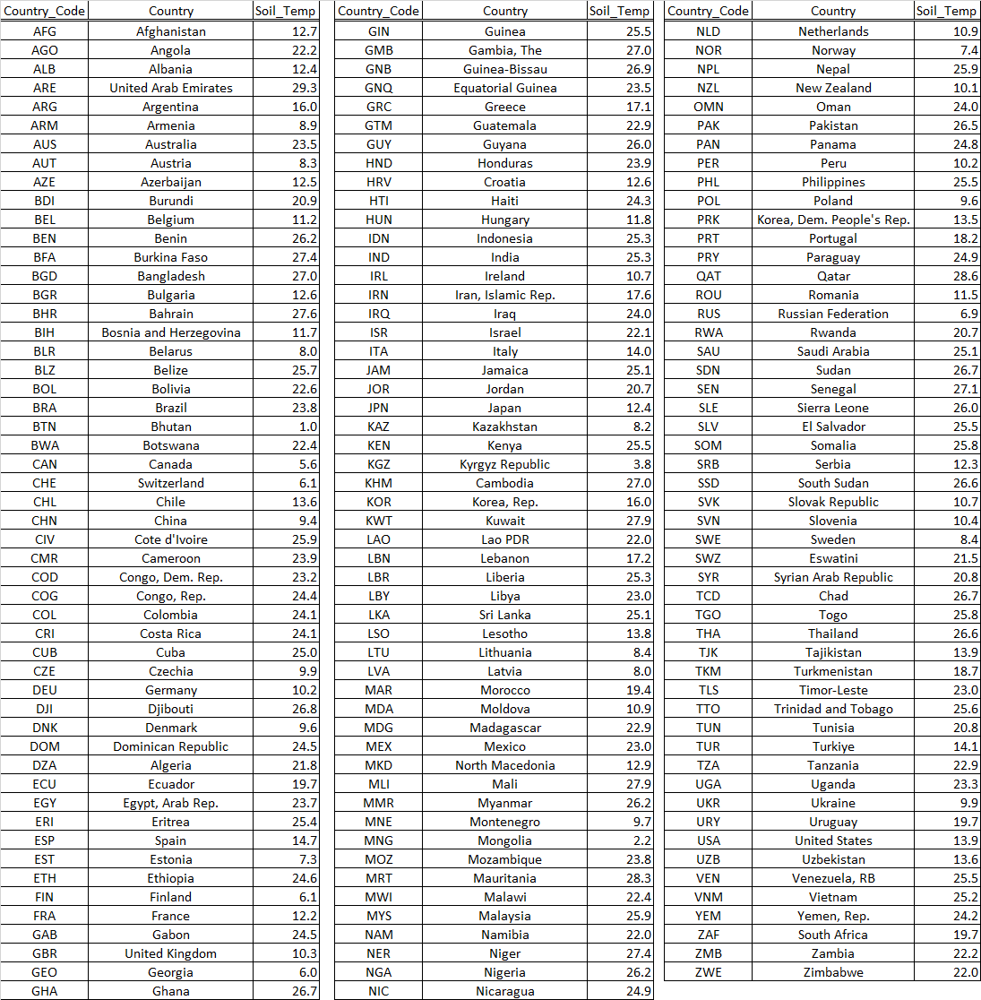 Country_Code Country Soil_Temp
AFG Afghanistan 12.7
AGO Angola 22.2
ALB Albania 12.4
ARE United Arab Emirates 29.3
ARG Argentina 16.0
ARM Armenia 8.9
AUS Australia 23.5
AUT Austria 8.3
AZE Azerbaijan 12.5
BDI Burundi 20.9
BEL Belgium 11.2
BEN Benin 26.2
BFA Burkina Faso 27.4
BGD Bangladesh 27.0
BGR Bulgaria 12.6
BHR Bahrain 27.6
BIH Bosnia and Herzegovina 11.7
BLR Belarus 8.0
BLZ Belize 25.7
BOL Bolivia 22.6
BRA Brazil 23.8
BTN Bhutan 1.0
BWA Botswana 22.4
CAN Canada 5.6
CHE Switzerland 6.1
CHL Chile 13.6
CHN China 9.4
CIV Cote d'Ivoire 25.9
CMR Cameroon 23.9
COD Congo, Dem. Rep. 23.2
COG Congo, Rep. 24.4
COL Colombia 24.1
CRI Costa Rica 24.1
CUB Cuba 25.0
CZE Czechia 9.9
DEU Germany 10.2
DJI Djibouti 26.8
DNK Denmark 9.6
DOM Dominican Republic 24.5
DZA Algeria 21.8
ECU Ecuador 19.7
EGY Egypt, Arab Rep. 23.7
ERI Eritrea 25.4
ESP Spain 14.7
EST Estonia 7.3
ETH Ethiopia 24.6
FIN Finland 6.1
FRA France 12.2
GAB Gabon 24.5
GBR United Kingdom 10.3
GEO Georgia 6.0
GHA Ghana 26.7
Country_Code Country Soil_Temp
GIN Guinea 25.5
GMB Gambia, The 27.0
GNB Guinea-Bissau 26.9
GNQ Equatorial Guinea 23.5
GRC Greece 17.1
GTM Guatemala 22.9
GUY Guyana 26.0
HND Honduras 23.9
HRV Croatia 12.6
HTI Haiti 24.3
HUN Hungary 11.8
IDN Indonesia 25.3
IND India 25.3
IRL Ireland 10.7
IRN Iran, Islamic Rep. 17.6
IRQ Iraq 24.0
ISR Israel 22.1
ITA Italy 14.0
JAM Jamaica 25.1
JOR Jordan 20.7
JPN Japan 12.4
KAZ Kazakhstan 8.2
KEN Kenya 25.5
KGZ Kyrgyz Republic 3.8
KHM Cambodia 27.0
KOR Korea, Rep. 16.0
KWT Kuwait 27.9
LAO Lao PDR 22.0
LBN Lebanon 17.2
LBR Liberia 25.3
LBY Libya 23.0
LKA Sri Lanka 25.1
LSO Lesotho 13.8
LTU Lithuania 8.4
LVA Latvia 8.0
MAR Morocco 19.4
MDA Moldova 10.9
MDG Madagascar 22.9
MEX Mexico 23.0
MKD North Macedonia 12.9
MLI Mali 27.9
MMR Myanmar 26.2
MNE Montenegro 9.7
MNG Mongolia 2.2
MOZ Mozambique 23.8
MRT Mauritania 28.3
MWI Malawi 22.4
MYS Malaysia 25.9
NAM Namibia 22.0
NER Niger 27.4
NGA Nigeria 26.2
NIC Nicaragua 24.9
Country_Code Country Soil_Temp
NLD Netherlands 10.9
NOR Norway 7.4
NPL Nepal 25.9
NZL New Zealand 10.1
OMN Oman 24.0
PAK Pakistan 26.5
PAN Panama 24.8
PER Peru 10.2
PHL Philippines 25.5
POL Poland 9.6
PRK Korea, Dem. People's Rep. 13.5
PRT Portugal 18.2
PRY Paraguay 24.9
QAT Qatar 28.6
ROU Romania 11.5
RUS Russian Federation 6.9
RWA Rwanda 20.7
SAU Saudi Arabia 25.1
SDN Sudan 26.7
SEN Senegal 27.1
SLE Sierra Leone 26.0
SLV El Salvador 25.5
SOM Somalia 25.8
SRB Serbia 12.3
SSD South Sudan 26.6
SVK Slovak Republic 10.7
SVN Slovenia 10.4
SWE Sweden 8.4
SWZ Eswatini 21.5
SYR Syrian Arab Republic 20.8
TCD Chad 26.7
TGO Togo 25.8
THA Thailand 26.6
TJK Tajikistan 13.9
TKM Turkmenistan 18.7
TLS Timor-Leste 23.0
TTO Trinidad and Tobago 25.6
TUN Tunisia 20.8
TUR Turkiye 14.1
TZA Tanzania 22.9
UGA Uganda 23.3
UKR Ukraine 9.9
URY Uruguay 19.7
USA United States 13.9
UZB Uzbekistan 13.6
VEN Venezuela, RB 25.5
VNM Vietnam 25.2
YEM Yemen, Rep. 24.2
ZAF South Africa 19.7
ZMB Zambia 22.2
ZWE Zimbabwe 22.0